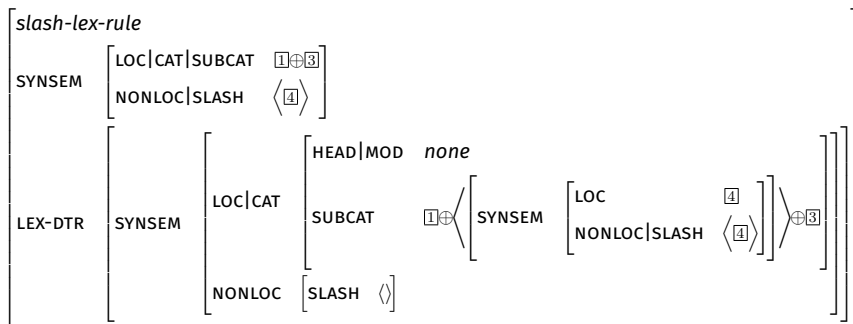 slash-lex-rule
SYNSEM [LOC|CAT|SUBCAT 1⊕3
NONLOC|SLASH ⟨4⟩]
LEX-DTR [SYNSEM [LOC|CAT [HEAD|MOD none
SUBCAT 1⊕⟨[SYNSEM [LOC 4
NONLOC|SLASH ⟨4⟩]]⟩⊕3]
NONLOC [SLASH ⟨⟩]]]